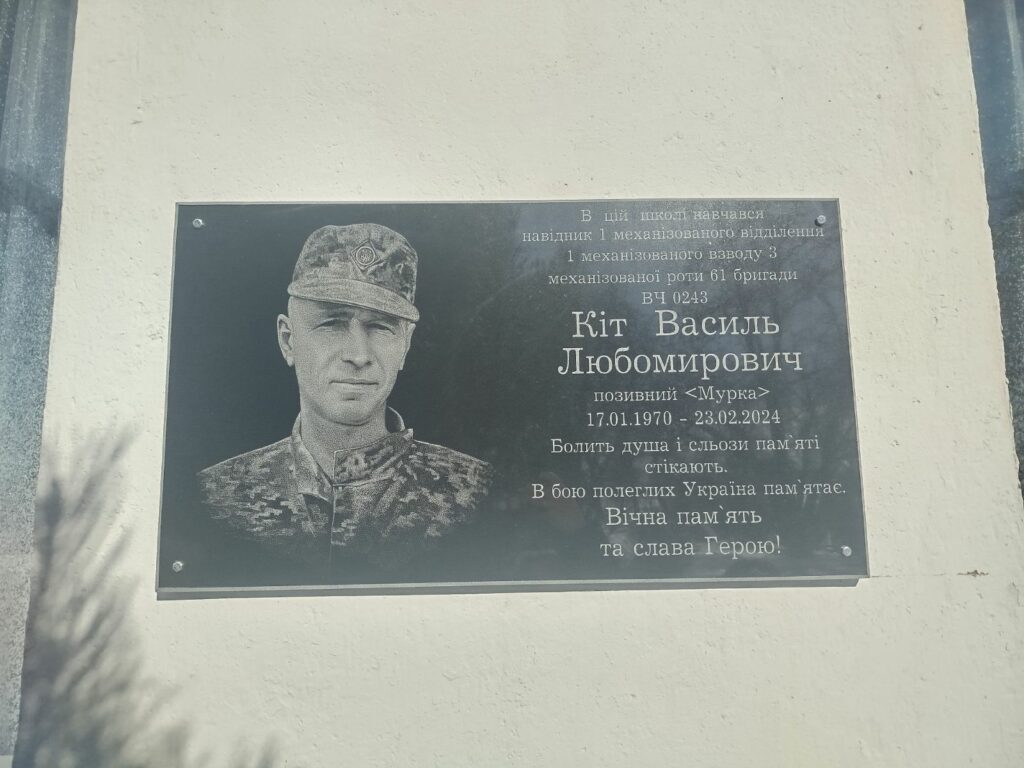 В цій школі навчався
навідник 1 механізованого відділення
1 механізованого взводу 3
механізованої роти 61 бригади
ВЧ 0243
Кіт Василь
Любомирович
позивний <Мурка>
17.01.1970 - 23.02.2024
Болить душа і сльози пам`яті
стікають.
В бою полеглих Україна пам`ятає.
Вічна пам`ять
та слава Герою!